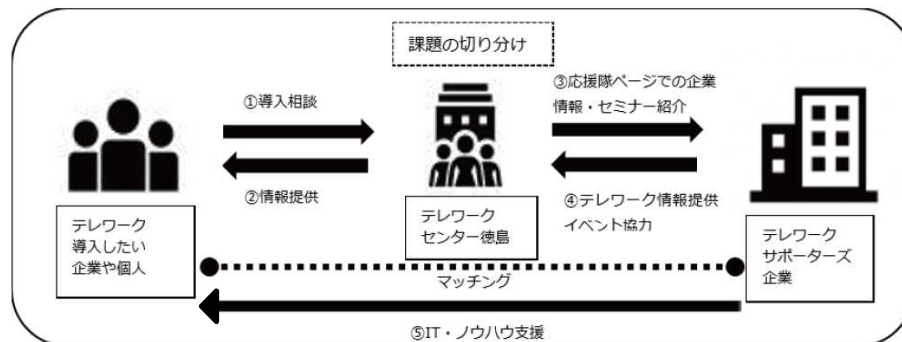 課題の切り分け
①導入相談
③応援隊ページでの企業
情報・セミナー紹介
②情報提供
④テレワーク情報提供
イベント協力
テレワーク
導入したい
企業や個人
テレワーク
センター徳島
テレワーク
サポーターズ
企業
マッチング
⑤IT・ノウハウ支援